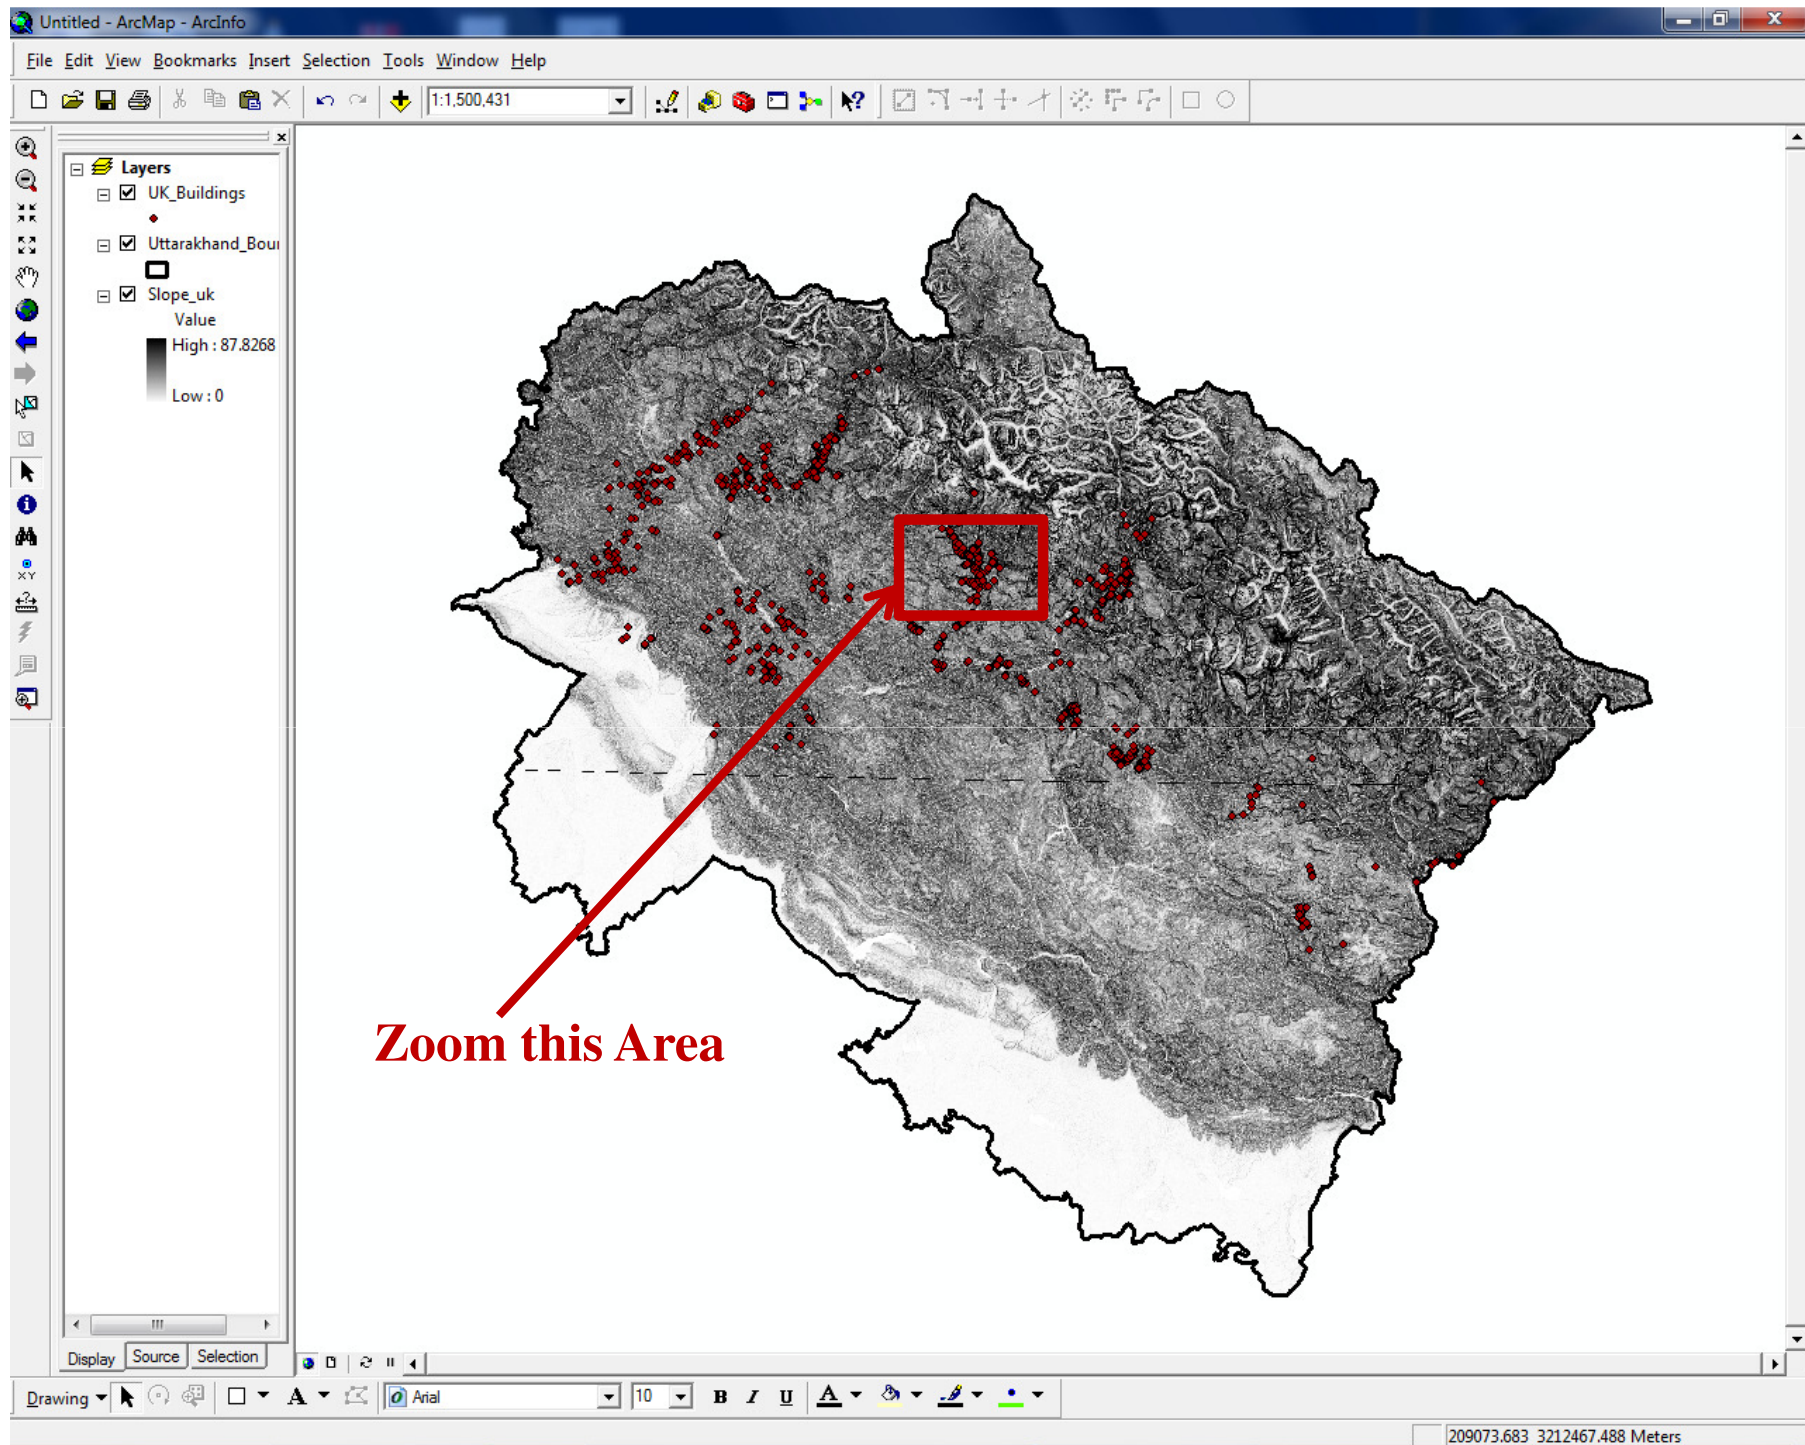 Untitled - ArcMap - ArcInfo
File Edit View Bookmarks Insert Selection Tools Window Help
1:1,500,431
Layers
UK_Buildings
Uttarakhand_Bou
Slope_uk
Value
High : 87.8268
Low : 0
XY
Zoom this Area
Display Source Selection
Drawing A Arial 10 B I U A
209073.683 3212467.488 Meters